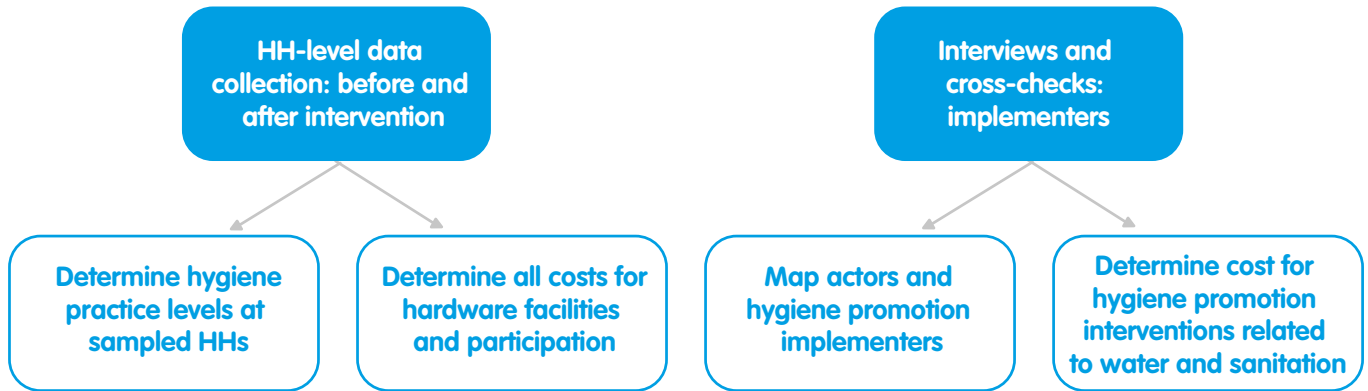 HH-level data
collection: before and
after intervention
Interviews and
cross-checks:
implementers
Determine hygiene
practice levels at
sampled HHs
Determine all costs for
hardware facilities
and participation
Map actors and
hygiene promotion
implementers
Determine cost for
hygiene promotion
interventions related
to water and sanitation